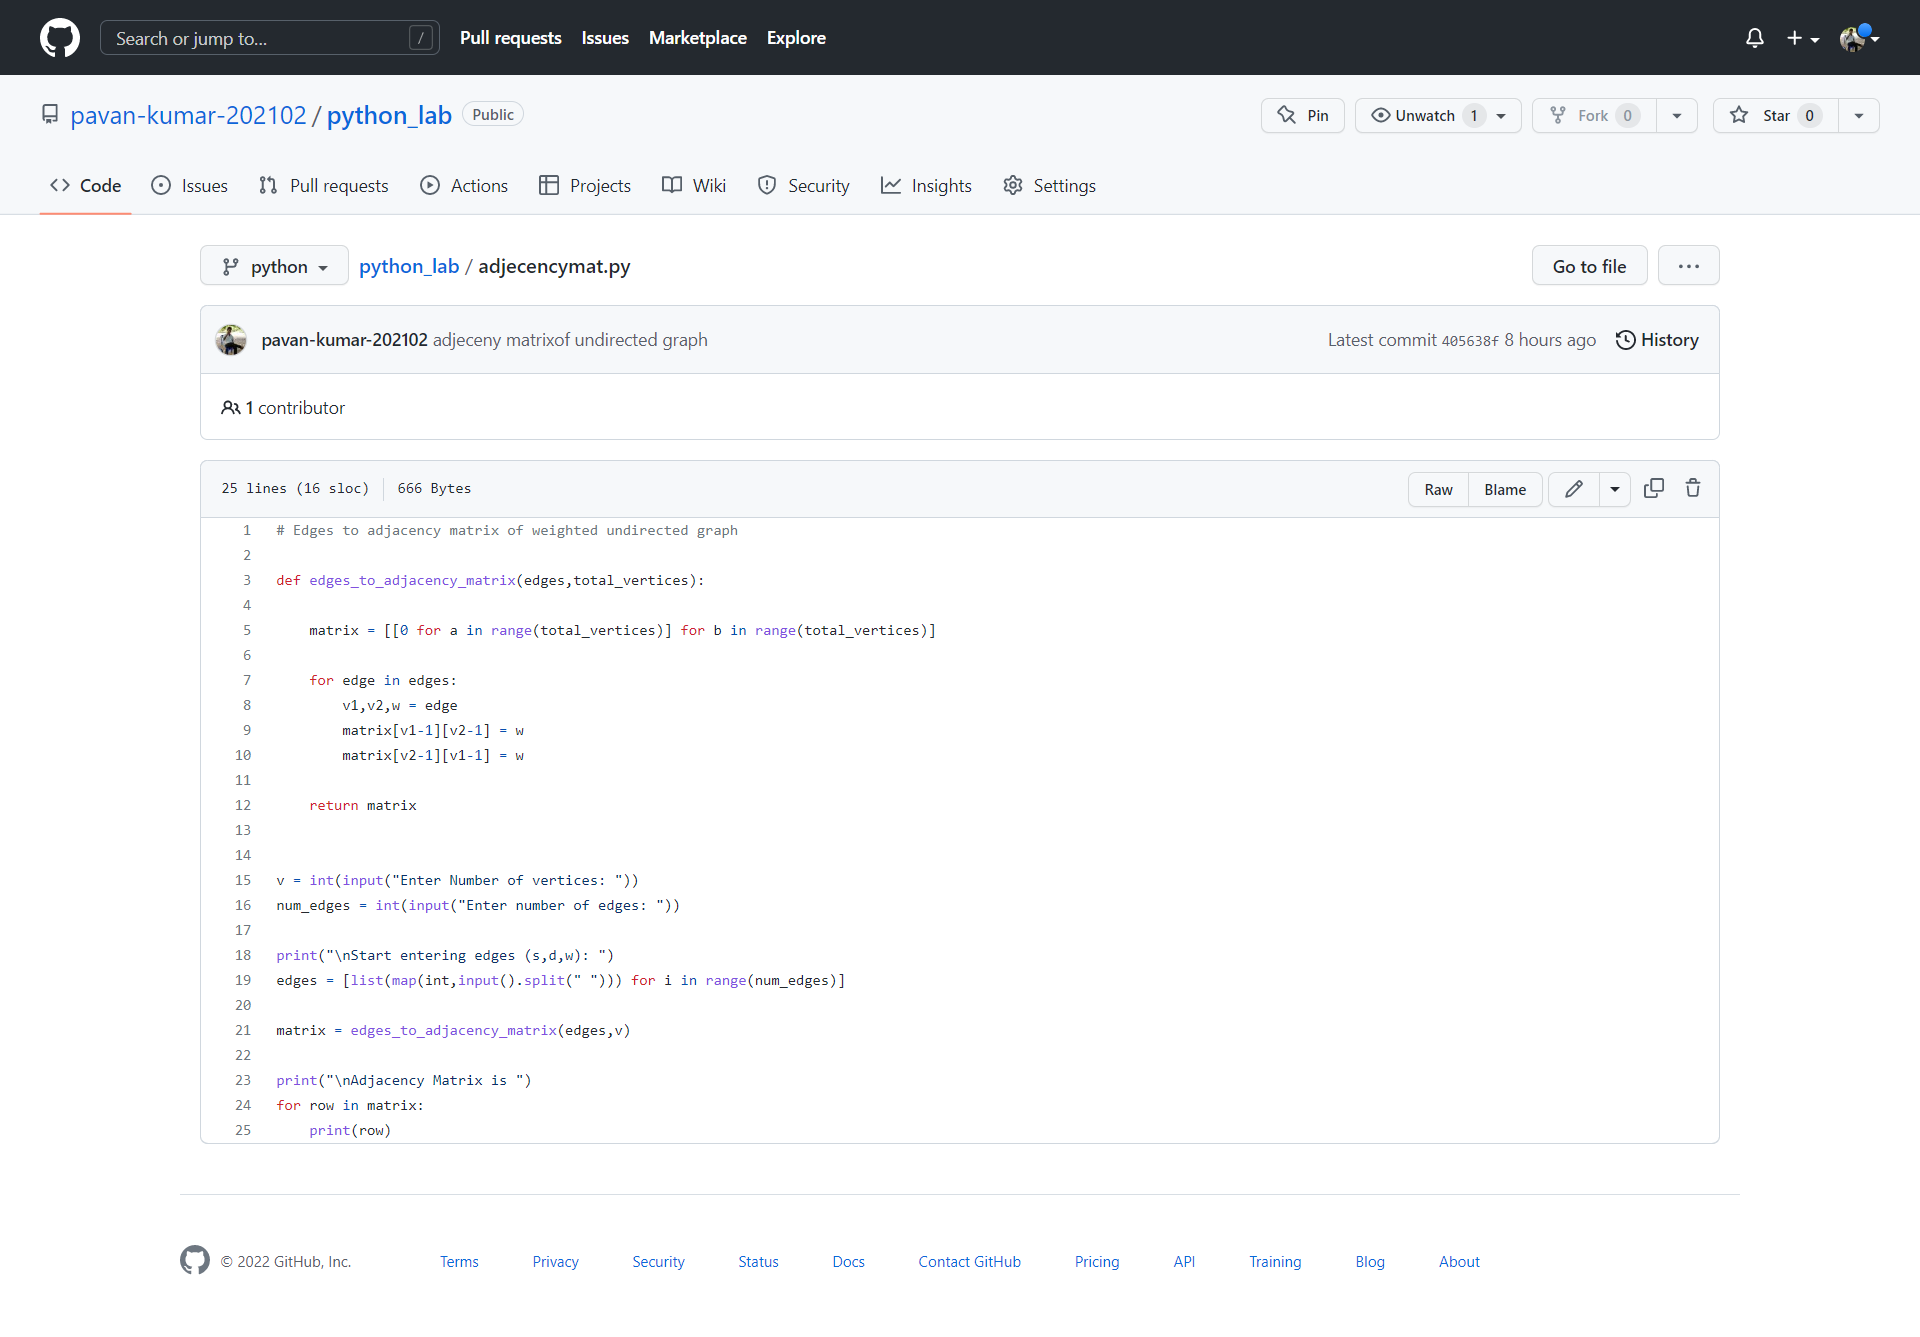 Search or jump to... /
Pull requests Issues Marketplace Explore
pavan-kumar-202102 / python_lab Public
Pin Unwatch 1 Fork 0 Star 0
Code Issues Pull requests Actions Projects Wiki Security Insights Settings
python python_lab / adjecencymat.py Go to file ...
pavan-kumar-202102 adjeceny matrixof undirected graph Latest commit 405638f 8 hours ago History
1 contributor
25 lines (16 sloc) 666 Bytes Raw Blame
1 # Edges to adjacency matrix of weighted undirected graph
2
3 def edges_to_adjacency_matrix(edges,total_vertices):
4
5     matrix = [[0 for a in range(total_vertices)] for b in range(total_vertices)]
6
7     for edge in edges:
8         v1,v2,w = edge
9         matrix[v1-1][v2-1] = w
10         matrix[v2-1][v1-1] = w
11
12     return matrix
13
14
15 v = int(input("Enter Number of vertices: "))
16 num_edges = int(input("Enter number of edges: "))
17
18 print("\nStart entering edges (s,d,w): ")
19 edges = [list(map(int,input().split(" "))) for i in range(num_edges)]
20
21 matrix = edges_to_adjacency_matrix(edges,v)
22
23 print("\nAdjacency Matrix is ")
24 for row in matrix:
25     print(row)
© 2022 GitHub, Inc. Terms Privacy Security Status Docs Contact GitHub Pricing API Training Blog About